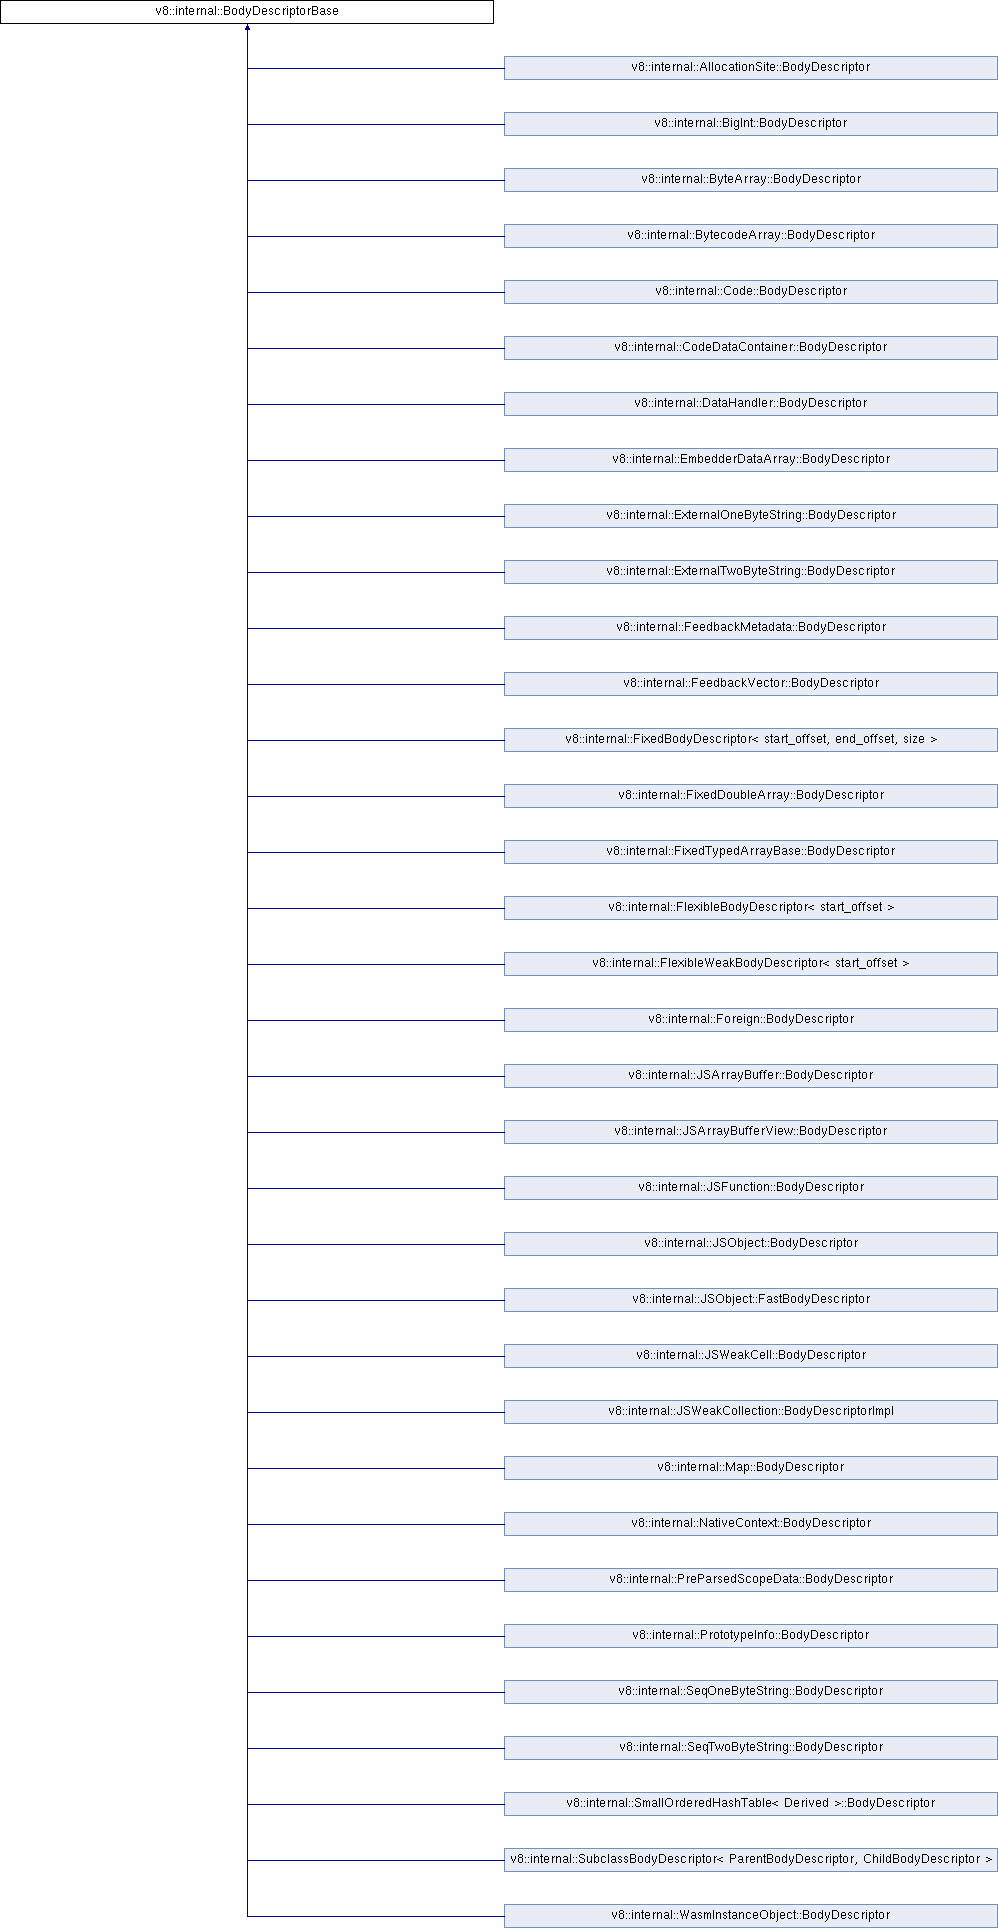 v8::internal::BodyDescriptorBase
v8::internal::AllocationSite::BodyDescriptor
v8::internal::BigInt::BodyDescriptor
v8::internal::ByteArray::BodyDescriptor
v8::internal::BytecodeArray::BodyDescriptor
v8::internal::Code::BodyDescriptor
v8::internal::CodeDataContainer::BodyDescriptor
v8::internal::DataHandler::BodyDescriptor
v8::internal::EmbedderDataArray::BodyDescriptor
v8::internal::ExternalOneByteString::BodyDescriptor
v8::internal::ExternalTwoByteString::BodyDescriptor
v8::internal::FeedbackMetadata::BodyDescriptor
v8::internal::FeedbackVector::BodyDescriptor
v8::internal::FixedBodyDescriptor< start_offset, end_offset, size >
v8::internal::FixedDoubleArray::BodyDescriptor
v8::internal::FixedTypedArrayBase::BodyDescriptor
v8::internal::FlexibleBodyDescriptor< start_offset >
v8::internal::FlexibleWeakBodyDescriptor< start_offset >
v8::internal::Foreign::BodyDescriptor
v8::internal::JSArrayBuffer::BodyDescriptor
v8::internal::JSArrayBufferView::BodyDescriptor
v8::internal::JSFunction::BodyDescriptor
v8::internal::JSObject::BodyDescriptor
v8::internal::JSObject::FastBodyDescriptor
v8::internal::JSWeakCell::BodyDescriptor
v8::internal::JSWeakCollection::BodyDescriptorImpl
v8::internal::Map::BodyDescriptor
v8::internal::NativeContext::BodyDescriptor
v8::internal::PreParsedScopeData::BodyDescriptor
v8::internal::PrototypeInfo::BodyDescriptor
v8::internal::SeqOneByteString::BodyDescriptor
v8::internal::SeqTwoByteString::BodyDescriptor
v8::internal::SmallOrderedHashTable< Derived >::BodyDescriptor
v8::internal::SubclassBodyDescriptor< ParentBodyDescriptor, ChildBodyDescriptor >
v8::internal::WasmInstanceObject::BodyDescriptor